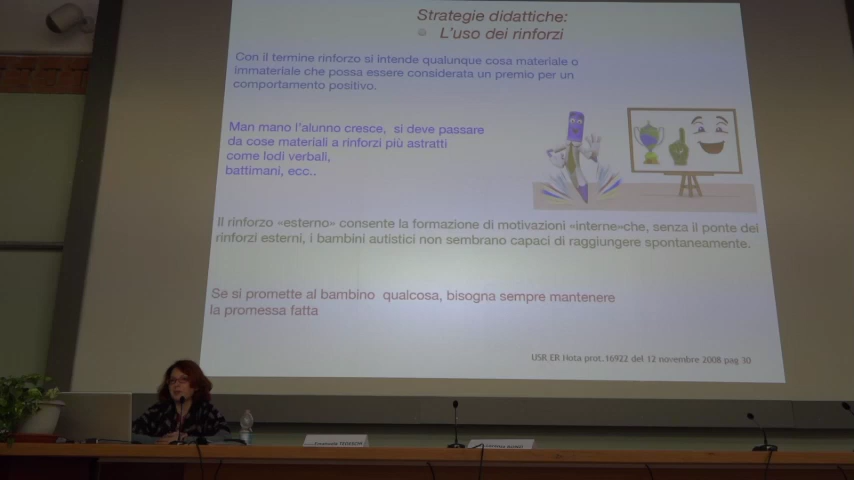 Strategie didattiche:
L'uso dei rinforzi
Con il termine rinforzo si intende qualunque cosa materiale o
immateriale che possa essere considerata un premio per un
comportamento positivo.
Man mano l'alunno cresce, si deve passare
da cose materiali a rinforzi più astratti
come lodi verbali,
battimani, ecc..
Il rinforzo «esterno» consente la formazione di motivazioni «interne»che, senza il ponte dei
rinforzi esterni, i bambini autistici non sembrano capaci di raggiungere spontaneamente.
Se si promette al bambino qualcosa, bisogna sempre mantenere
la promessa fatta
USR ER Nota prot.16922 del 12 novembre 2008 pag 30